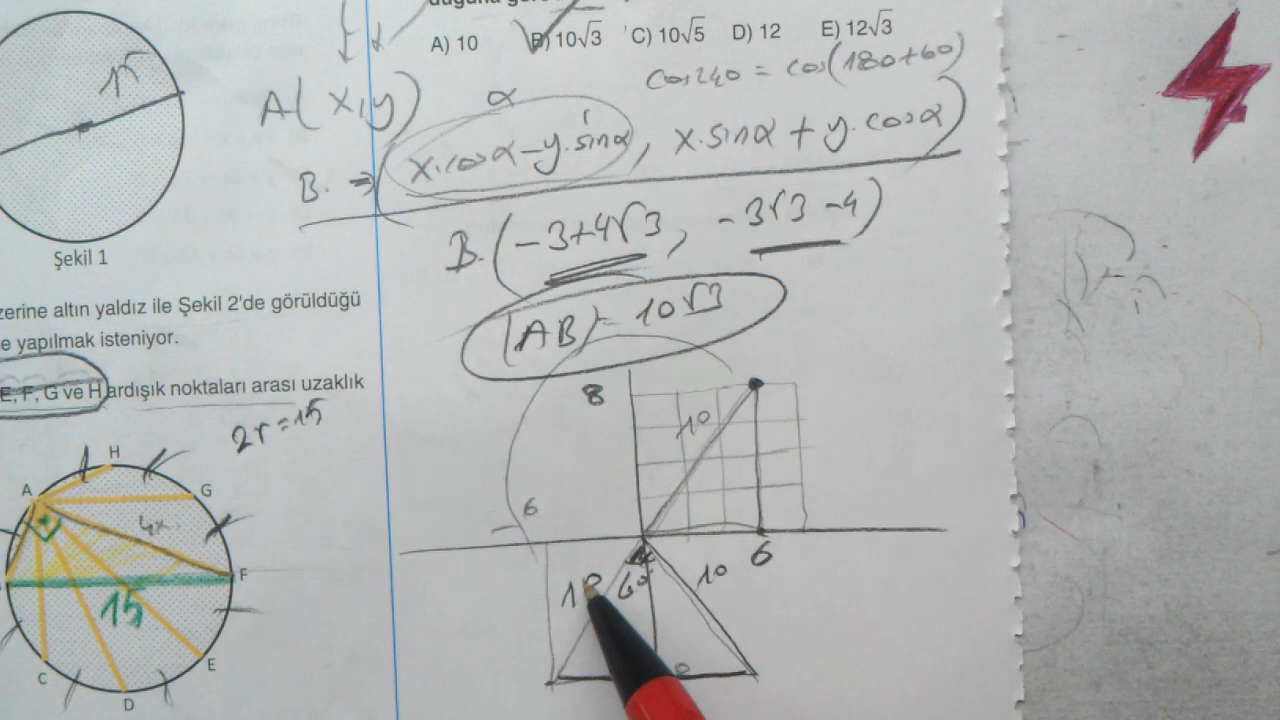 A) 10 B) 10√3 C) 10√5 D) 12 E) 12√3
cos240 = cos(180+60)
15
A(x,y) α
B. ⇒ (x.cosα - y.sinα, x.sinα + y.cosα)
B.(-3+4√3, -3√3 -4)
|AB| = 10√3
Şekil 1
zerine altın yaldız ile Şekil 2'de görüldüğü
e yapılmak isteniyor.
E, F, G ve H ardışık noktaları arası uzaklık
2r=15
H
A
G
4x
F
15
C
D
E
8
10
6
6
10
60
10